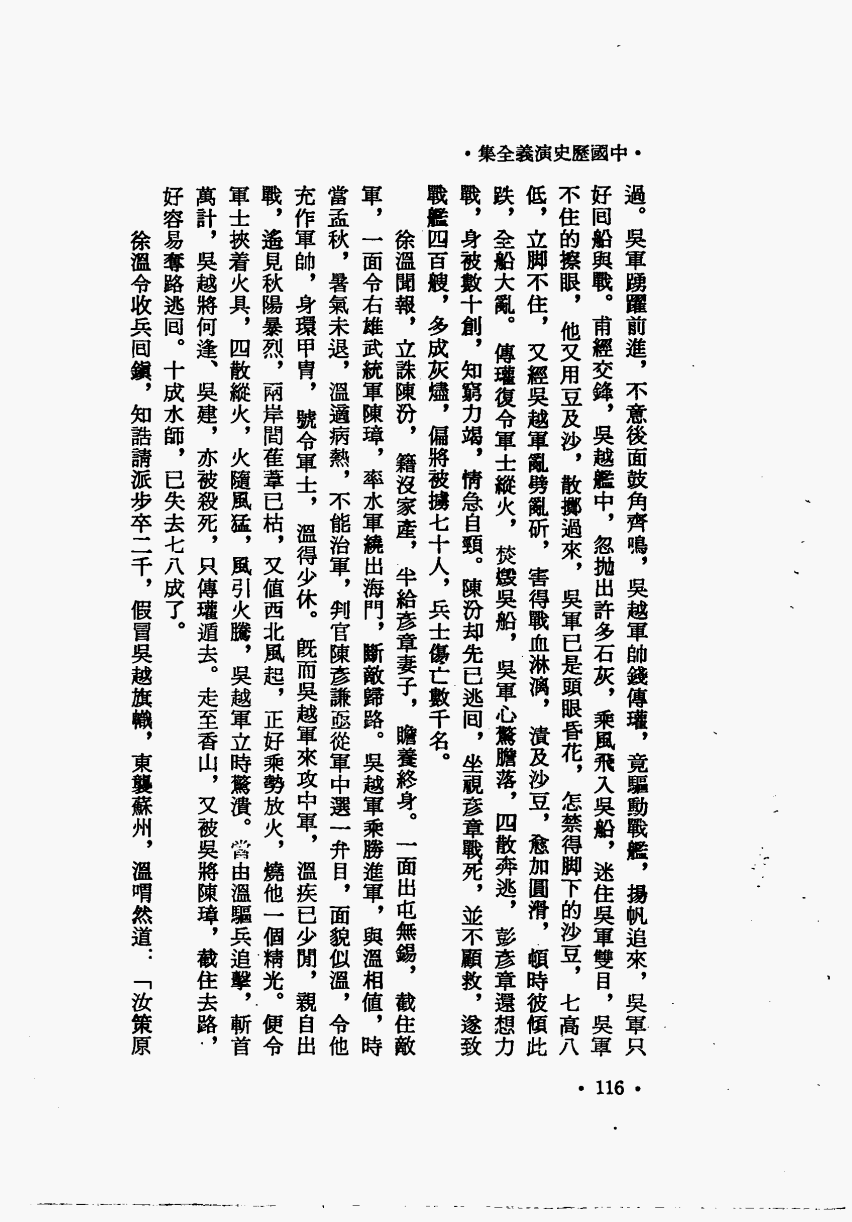 ·中國歷史演義全集·
過。吳軍踴躍前進，不意後面鼓角齊鳴，吳越軍帥錢傳瓘，竟驅動戰艦，揚帆追來，吳軍只
好回船與戰。甫經交鋒，吳越艦中，忽拋出許多石灰，乘風飛入吳船，迷住吳軍雙目，吳軍
不住的擦眼，他又用豆及沙，散擲過來，吳軍已是頭眼昏花，怎禁得脚下的沙豆，七高八
低，立脚不住，又經吳越軍亂劈亂斫，害得戰血淋漓，漬及沙豆，愈加圓滑，頓時彼傾此
跌，全船大亂。傳瓘復令軍士縱火，焚燬吳船，吳軍心驚膽落，四散奔逃，彭彥章還想力
戰，身被數十創，知窮力竭，情急自頸。陳汾却先已逃回，坐視彥章戰死，並不顧救，遂致
戰艦四百艘，多成灰燼，偏將被擄七十人，兵士傷亡數千名。
徐溫聞報，立誅陳汾，籍沒家產，半給彥章妻子，贍養終身。一面出屯無錫，截住敵
軍，一面令右雄武統軍陳璋，率水軍繞出海門，斷敵歸路。吳越軍乘勝進軍，與溫相值，時
當孟秋，暑氣未退，溫適病熱，不能治軍，判官陳彥謙亟從軍中選一弁目，面貌似溫，令他
充作軍帥，身環甲冑，號令軍士，溫得少休。旣而吳越軍來攻中軍，溫疾已少閒，親自出
戰，遙見秋陽暴烈，兩岸間萑葦已枯，又值西北風起，正好乘勢放火，燒他一個精光。便令
軍士挾着火具，四散縱火，火隨風猛，風引火騰，吳越軍立時驚潰。當由溫驅兵追擊，斬首
萬計，吳越將何逢、吳建，亦被殺死，只傳瓘遁去。走至香山，又被吳將陳璋，截住去路，
好容易奪路逃回。十成水師，已失去七八成了。
徐溫令收兵回鎭，知誥請派步卒二千，假冒吳越旗幟，東襲蘇州，溫喟然道：「汝策原
·116·